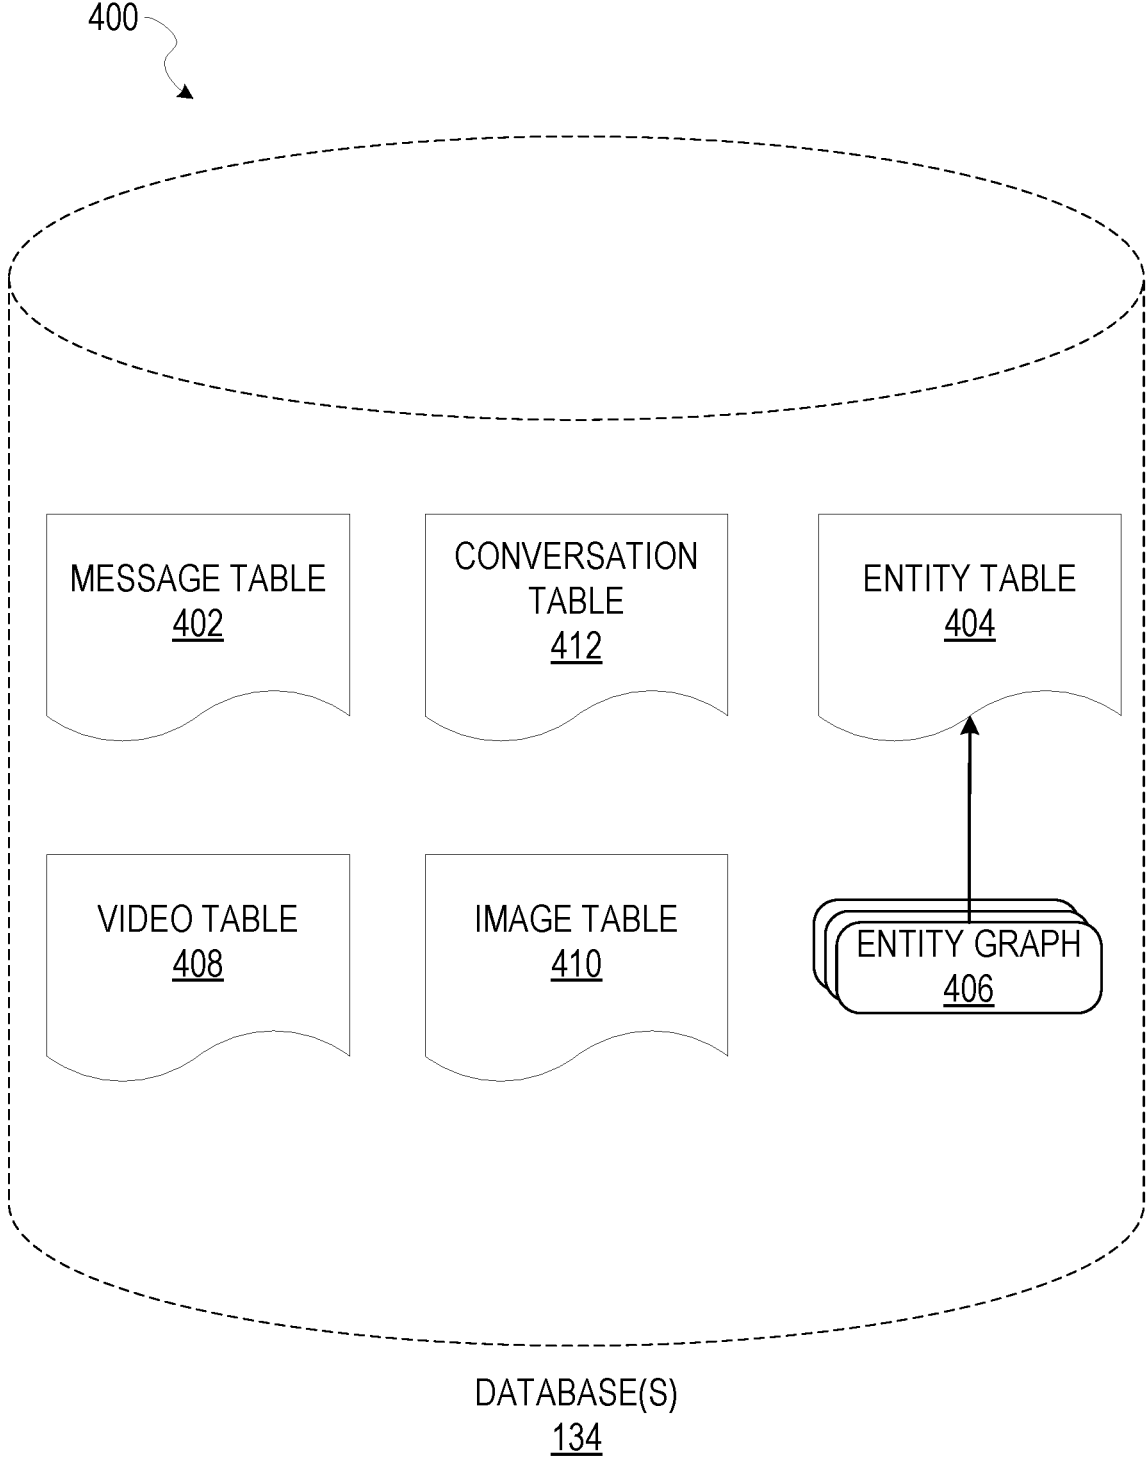 400
MESSAGE TABLE
402
CONVERSATION
TABLE
412
ENTITY TABLE
404
VIDEO TABLE
408
IMAGE TABLE
410
ENTITY GRAPH
406
DATABASE(S)
134